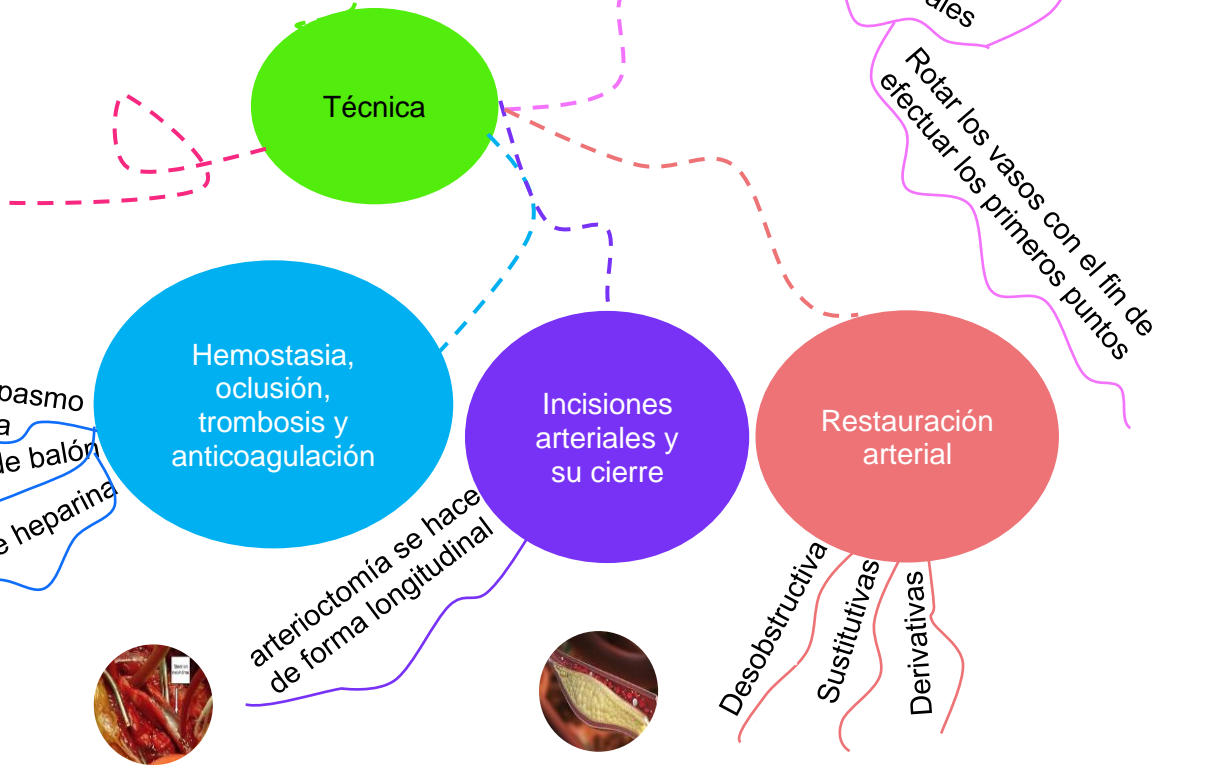 ales
Rotar los vasos con el fin de
efectuar los primeros puntos
Técnica
Hemostasia,
oclusión,
trombosis y
anticoagulación
Incisiones
arteriales y
su cierre
Restauración
arterial
pasmo
a
de balón
e heparina
arterioctomía se hace
de forma longitudinal
Desobstructiva
Sustitutivas
Derivativas